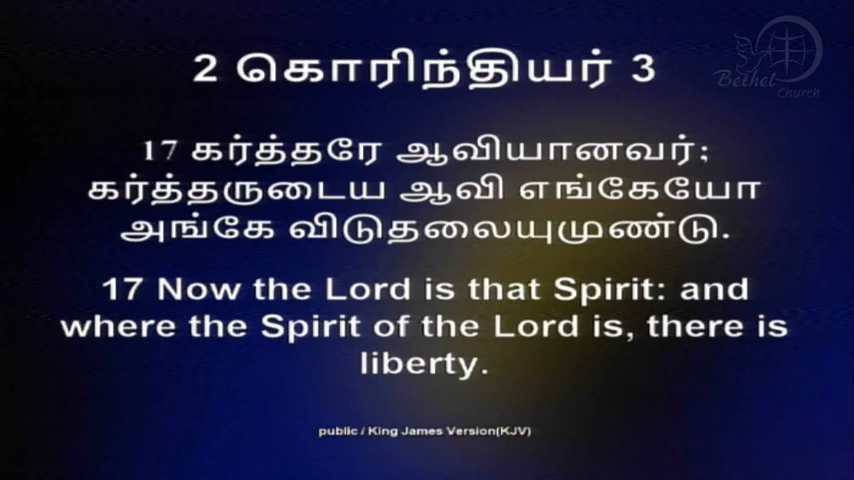 Bethel
Church
2 கொரிந்தியர் 3
17 கர்த்தரே ஆவியானவர்;
கர்த்தருடைய ஆவி எங்கேயோ
அங்கே விடுதலையுமுண்டு.
17 Now the Lord is that Spirit: and
where the Spirit of the Lord is, there is
liberty.
public / King James Version(KJV)